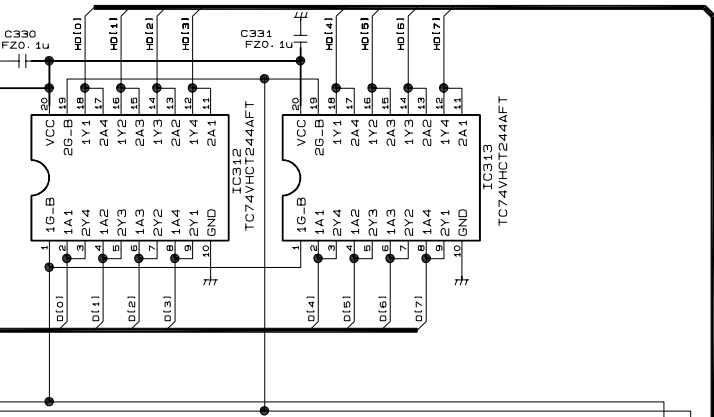 C330
FZ0.1u
HD[0]
HD[1]
HD[2]
HD[3]
C331
FZ0.1u
HD[4]
HD[5]
HD[6]
HD[7]
20
19
18
17
16
15
14
13
12
11
VCC
2G_B
1Y1
2A4
1Y2
2A3
1Y3
2A2
1Y4
2A1
1G_B
1A1
2Y4
1A2
2Y3
1A3
2Y2
1A4
2Y1
GND
1
2
3
4
5
6
7
8
9
10
IC312
TC74VHCT244AFT
D[0]
D[1]
D[2]
D[3]
20
19
18
17
16
15
14
13
12
11
VCC
2G_B
1Y1
2A4
1Y2
2A3
1Y3
2A2
1Y4
2A1
1G_B
1A1
2Y4
1A2
2Y3
1A3
2Y2
1A4
2Y1
GND
1
2
3
4
5
6
7
8
9
10
IC313
TC74VHCT244AFT
D[4]
D[5]
D[6]
D[7]